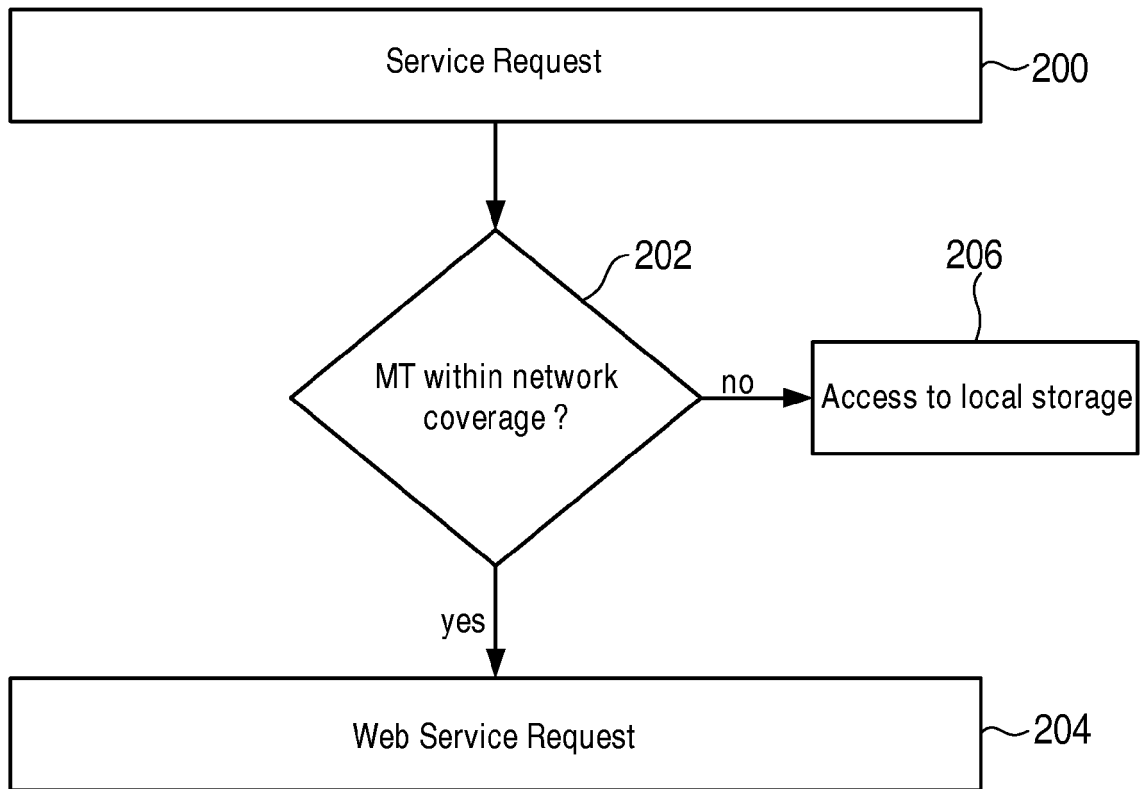 Service Request
200
202
206
MT within network
coverage ?
no
Access to local storage
yes
Web Service Request
204